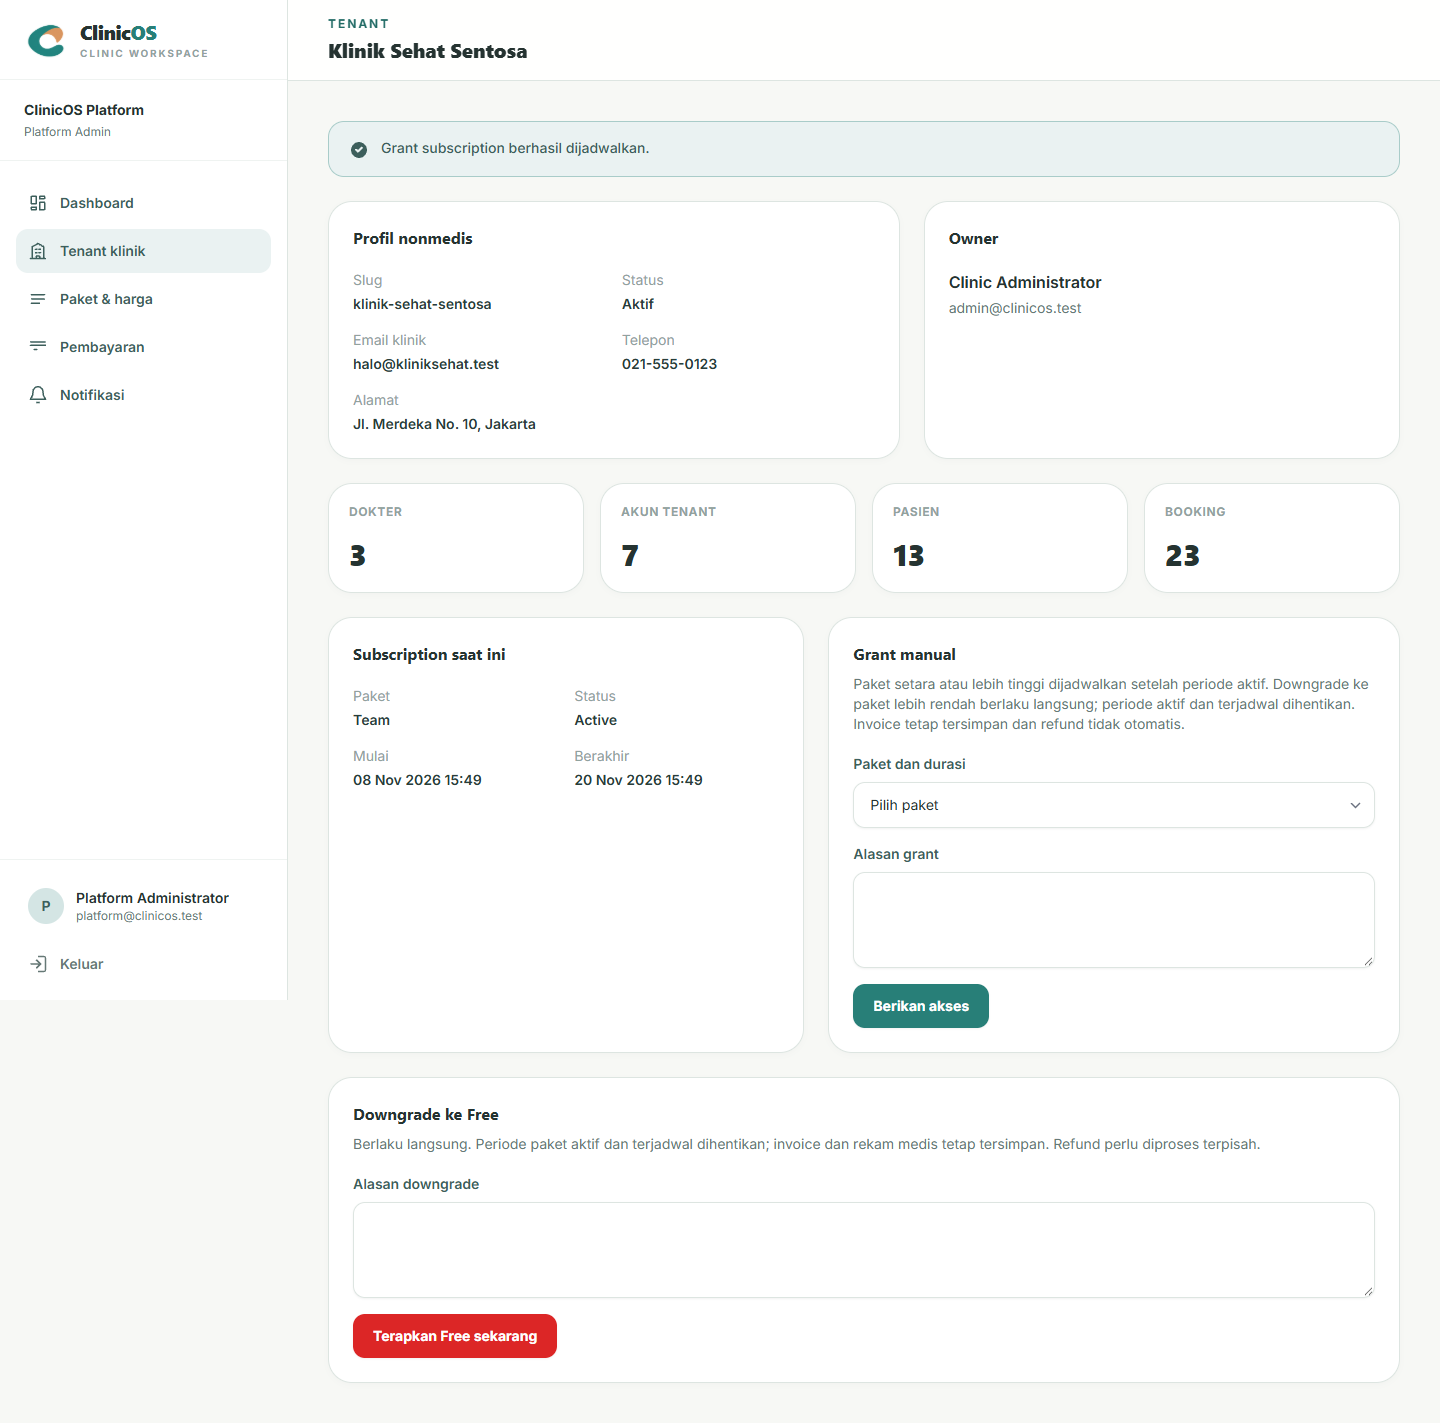 ClinicOS
CLINIC WORKSPACE
ClinicOS Platform
Platform Admin
Dashboard
Tenant klinik
Paket & harga
Pembayaran
Notifikasi
P
Platform Administrator
platform@clinicos.test
Keluar
TENANT
Klinik Sehat Sentosa
Grant subscription berhasil dijadwalkan.
Profil nonmedis
Slug
klinik-sehat-sentosa
Status
Aktif
Email klinik
halo@kliniksehat.test
Telepon
021-555-0123
Alamat
Jl. Merdeka No. 10, Jakarta
Owner
Clinic Administrator
admin@clinicos.test
DOKTER
3
AKUN TENANT
7
PASIEN
13
BOOKING
23
Subscription saat ini
Paket
Team
Status
Active
Mulai
08 Nov 2026 15:49
Berakhir
20 Nov 2026 15:49
Grant manual
Paket setara atau lebih tinggi dijadwalkan setelah periode aktif. Downgrade ke
paket lebih rendah berlaku langsung; periode aktif dan terjadwal dihentikan.
Invoice tetap tersimpan dan refund tidak otomatis.
Paket dan durasi
Pilih paket
Alasan grant
Berikan akses
Downgrade ke Free
Berlaku langsung. Periode paket aktif dan terjadwal dihentikan; invoice dan rekam medis tetap tersimpan. Refund perlu diproses terpisah.
Alasan downgrade
Terapkan Free sekarang